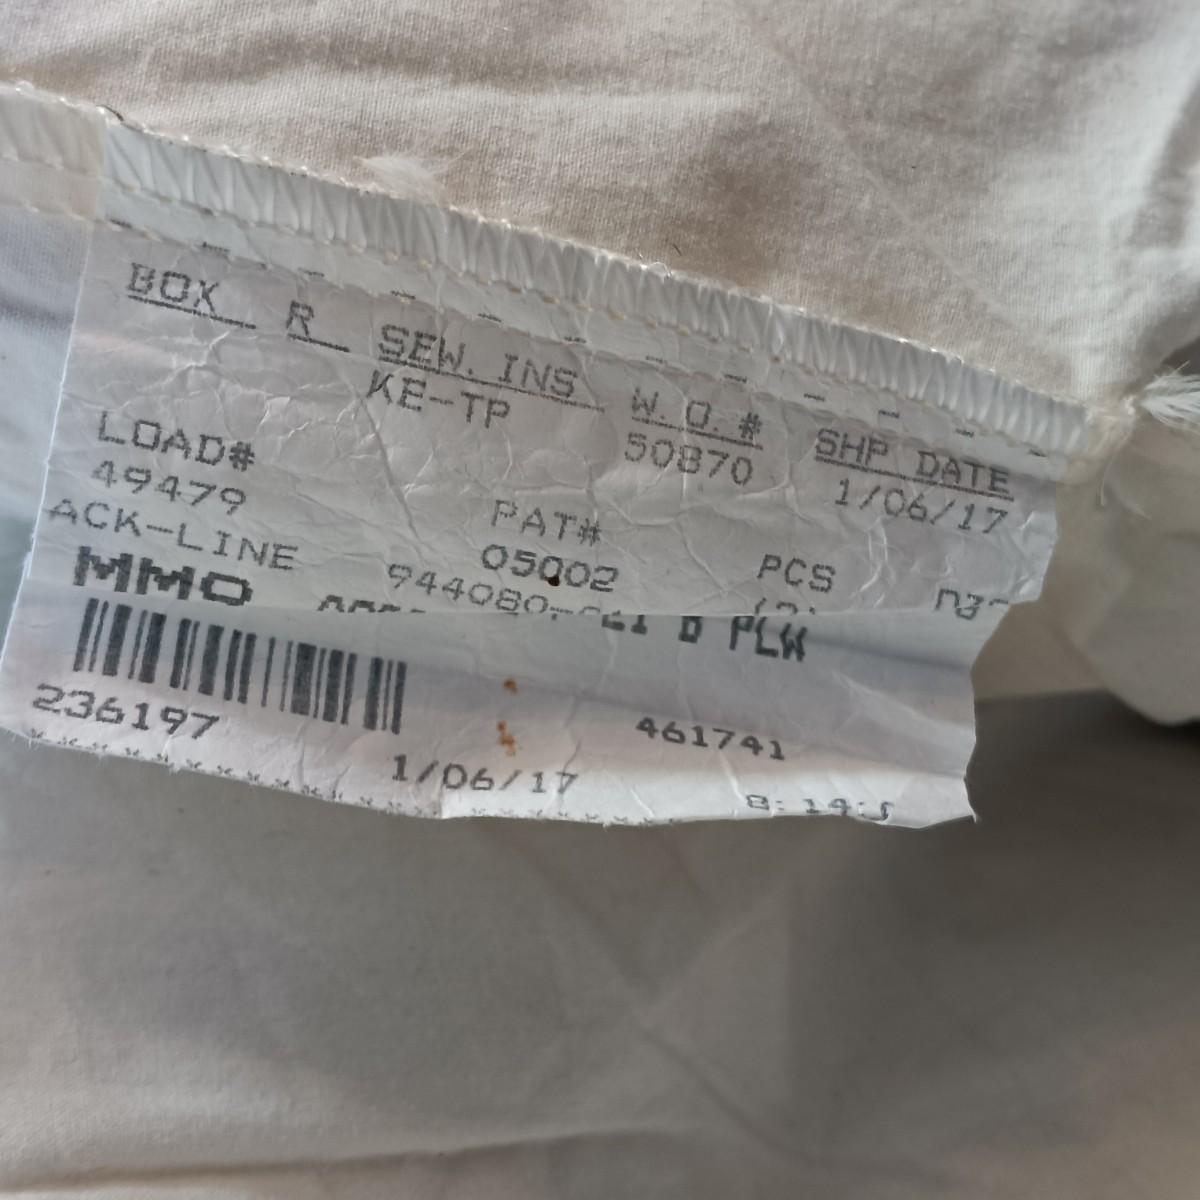 BOX R SEW. INS W.O.# SHP DATE
KE-TP 50870 1/06/17
LOAD# PAT# PCS
49479 05002
ACK-LINE 944080-
MMO B PLW
236197 461741
1/06/17